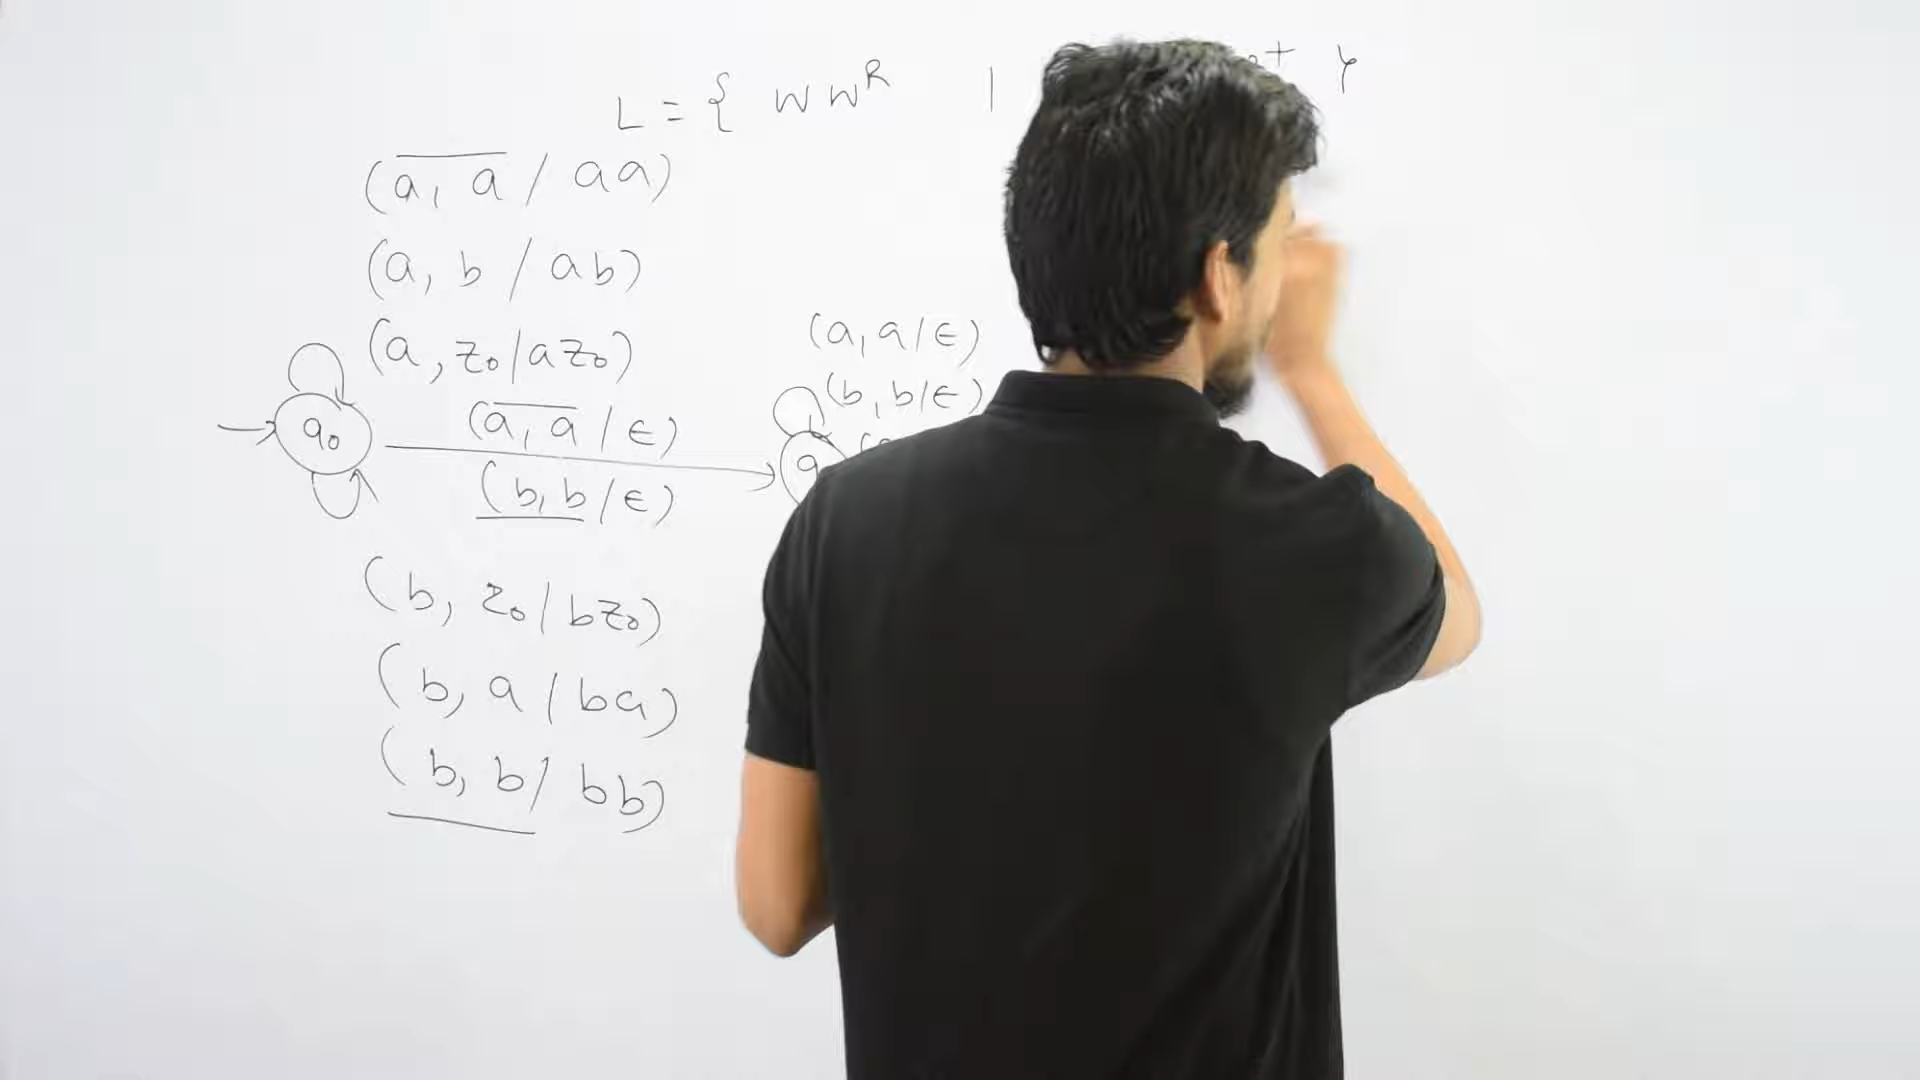 L = { w w^R |
+ }
(a, a / aa)
(a, b / ab)
(a, z₀ / az₀)
(a, a / ϵ)
(b, b / ϵ)
q₀
(a, a / ϵ)
(b, b / ϵ)
q
(b, z₀ / bz₀)
(b, a / ba)
(b, b / bb)